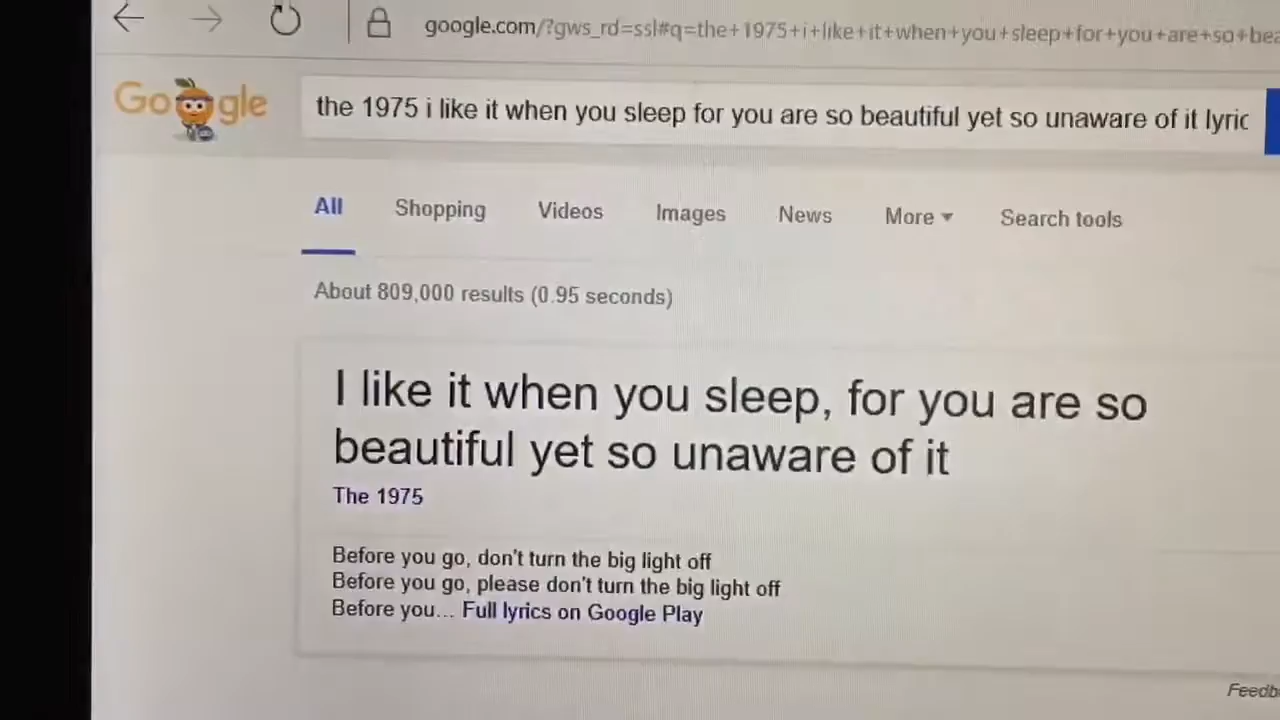 google.com/?gws_rd=ssl#q=the+1975+i+like+it+when+you+sleep+for+you+are+so+bea
Google
the 1975 i like it when you sleep for you are so beautiful yet so unaware of it lyric
All Shopping Videos Images News More Search tools
About 809,000 results (0.95 seconds)
I like it when you sleep, for you are so
beautiful yet so unaware of it
The 1975
Before you go, don't turn the big light off
Before you go, please don't turn the big light off
Before you... Full lyrics on Google Play
Feedb